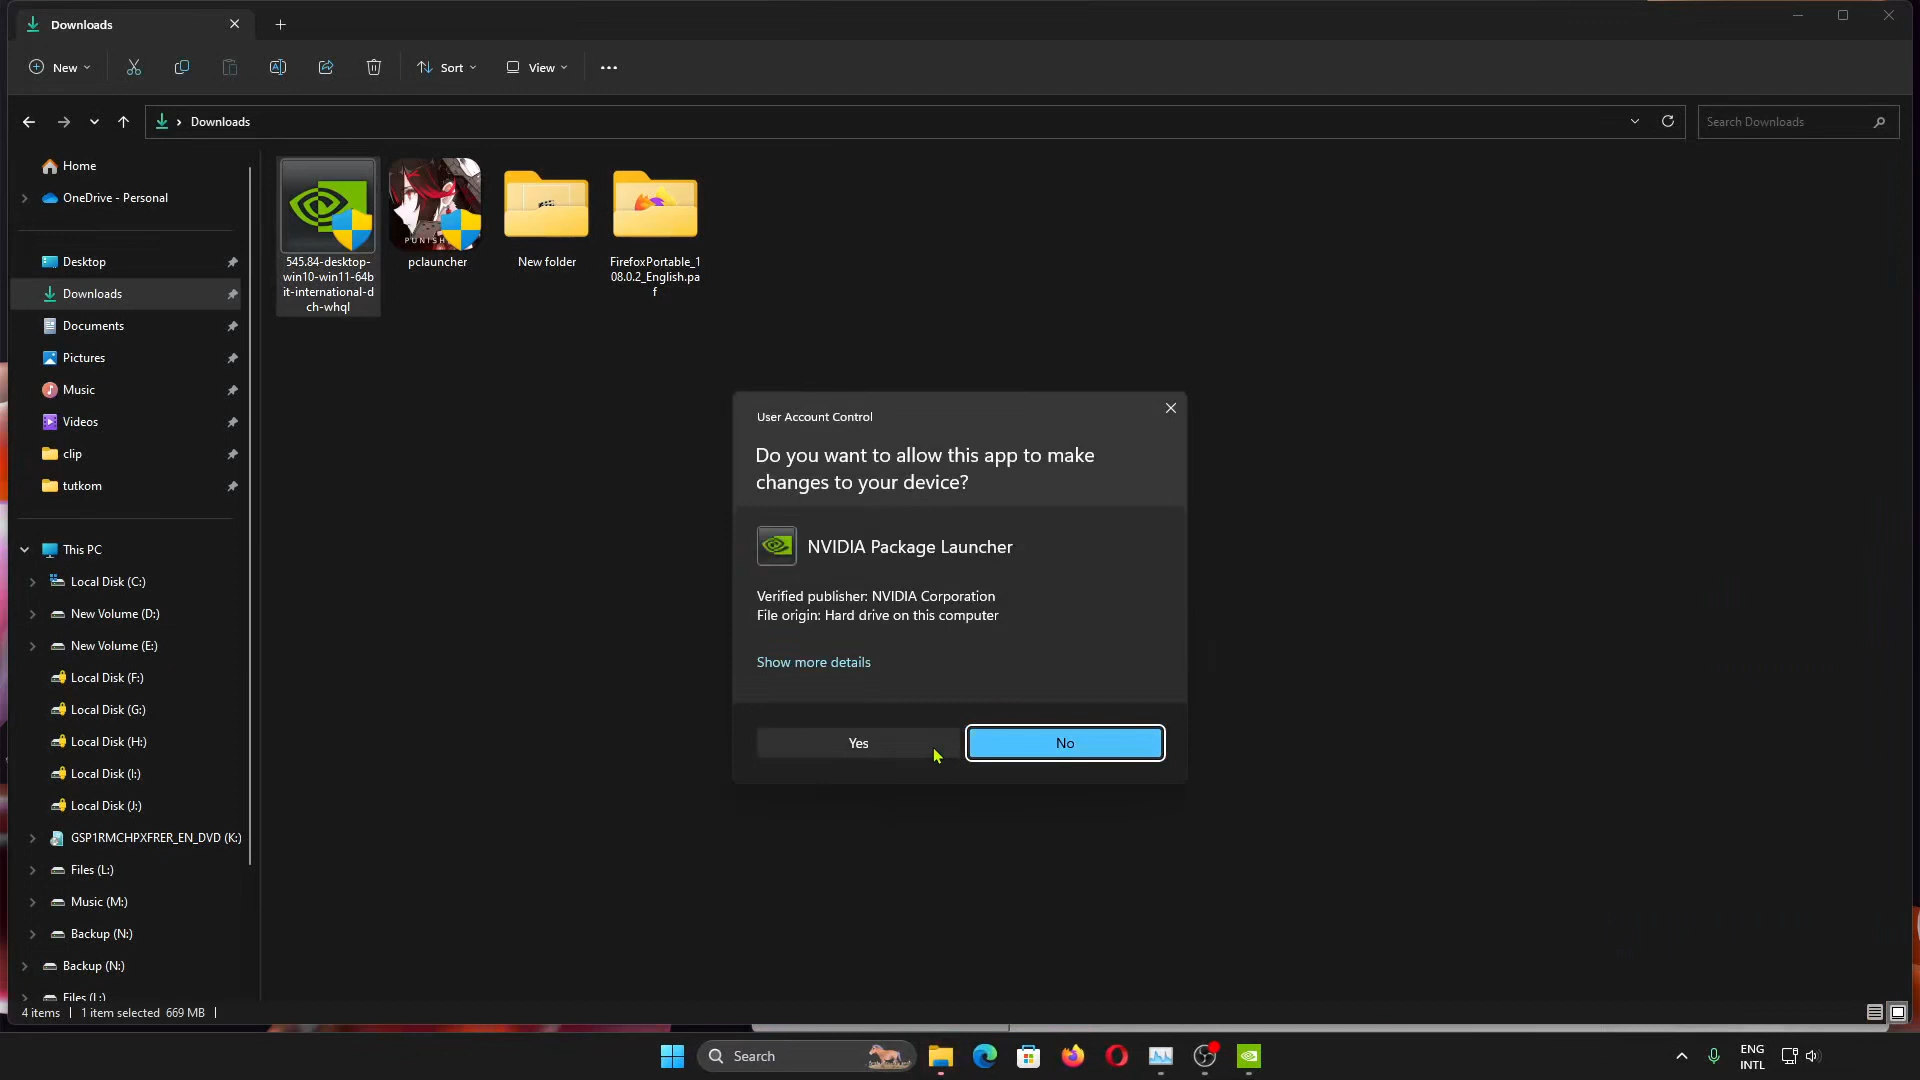 Downloads
New
Sort
View
Downloads
Search Downloads
Home
OneDrive - Personal
Desktop
Downloads
Documents
Pictures
Music
Videos
clip
tutkom
This PC
Local Disk (C:)
New Volume (D:)
New Volume (E:)
Local Disk (F:)
Local Disk (G:)
Local Disk (H:)
Local Disk (I:)
Local Disk (J:)
GSP1RMCHPXFRER_EN_DVD (K:)
Files (L:)
Music (M:)
Backup (N:)
Backup (N:)
Files (L:)
545.84-desktop-
win10-win11-64b
it-international-d
ch-whql
PUNISH
pclauncher
New folder
FirefoxPortable_1
08.0.2_English.pa
f
User Account Control
Do you want to allow this app to make
changes to your device?
NVIDIA Package Launcher
Verified publisher: NVIDIA Corporation
File origin: Hard drive on this computer
Show more details
Yes
No
4 items
1 item selected 669 MB
Search
ENG
INTL